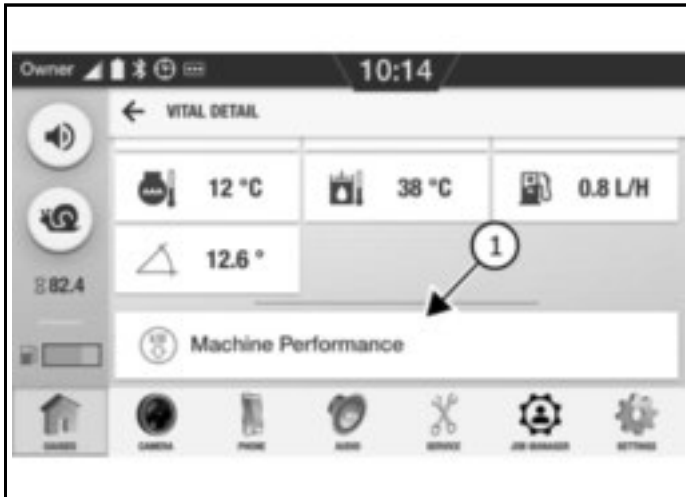 Owner 10:14
← VITAL DETAIL
12 °C 38 °C 0.8 L/H
12.6 °
1
82.4
Machine Performance
GAUGES CAMERA PHONE AUDIO SERVICE JOB MANAGER SETTINGS